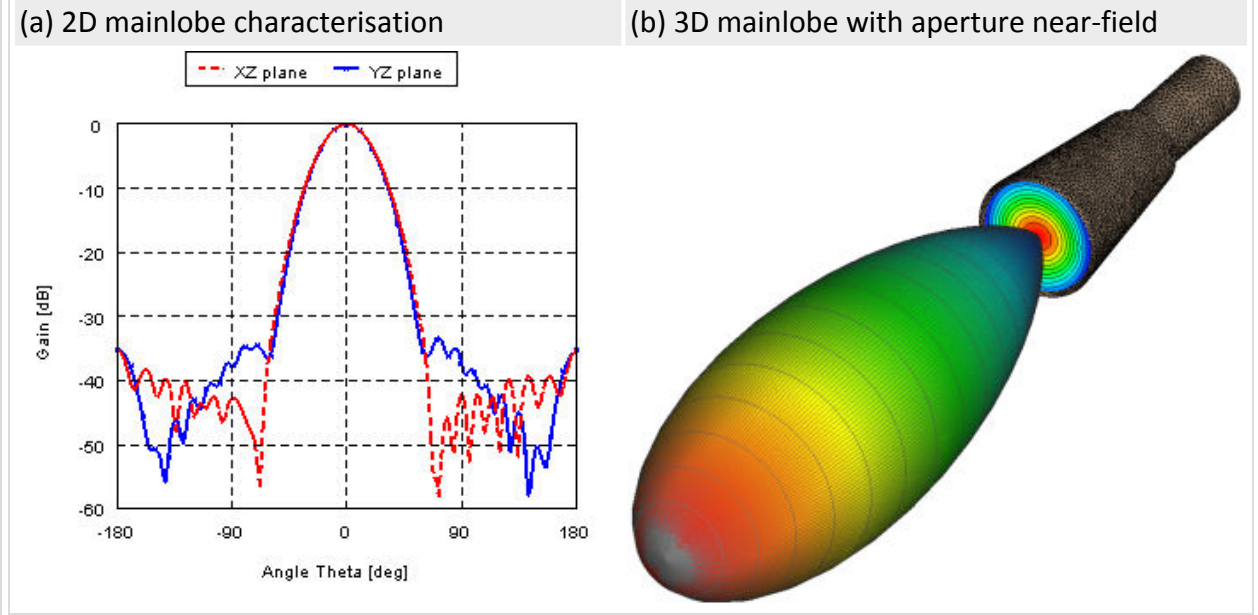 (a) 2D mainlobe characterisation
(b) 3D mainlobe with aperture near-field
XZ plane YZ plane
0
-10
-20
-30
-40
-50
-60
Gain [dB]
-180 -90 0 90 180
Angle Theta [deg]